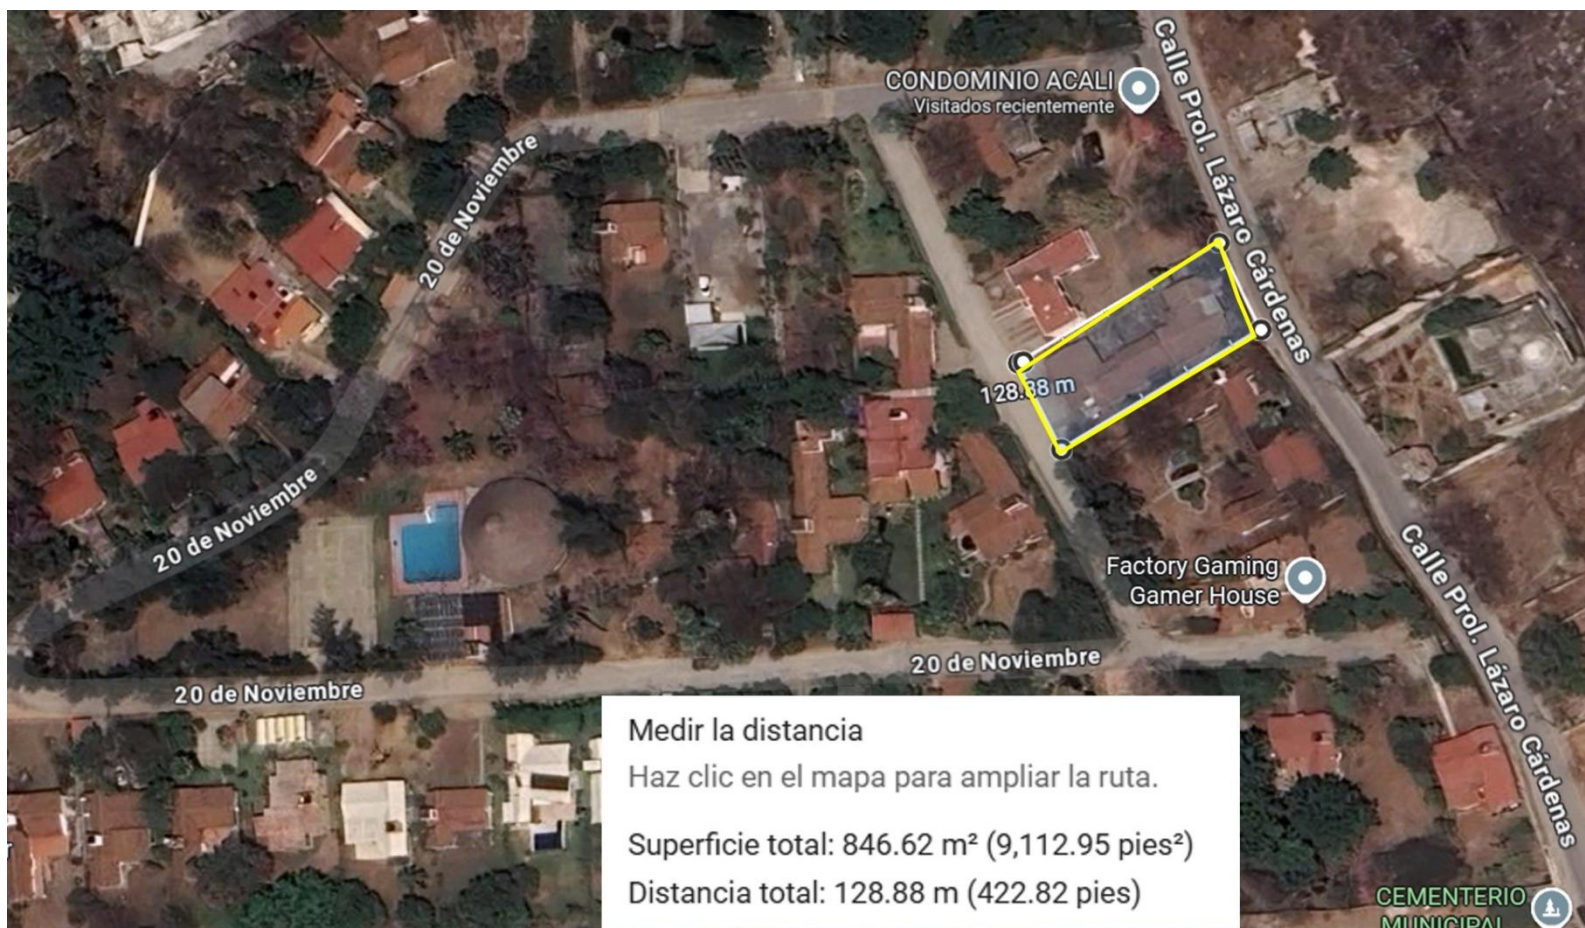 CONDOMINIO ACALI
Visitados recientemente
Calle Prol. Lázaro Cárdenas
20 de Noviembre
128.88 m
20 de Noviembre
Factory Gaming
Gamer House
Calle Prol. Lázaro Cárdenas
20 de Noviembre
20 de Noviembre
Medir la distancia
Haz clic en el mapa para ampliar la ruta.
Superficie total: 846.62 m² (9,112.95 pies²)
Distancia total: 128.88 m (422.82 pies)
CEMENTERIO
MUNICIPAL